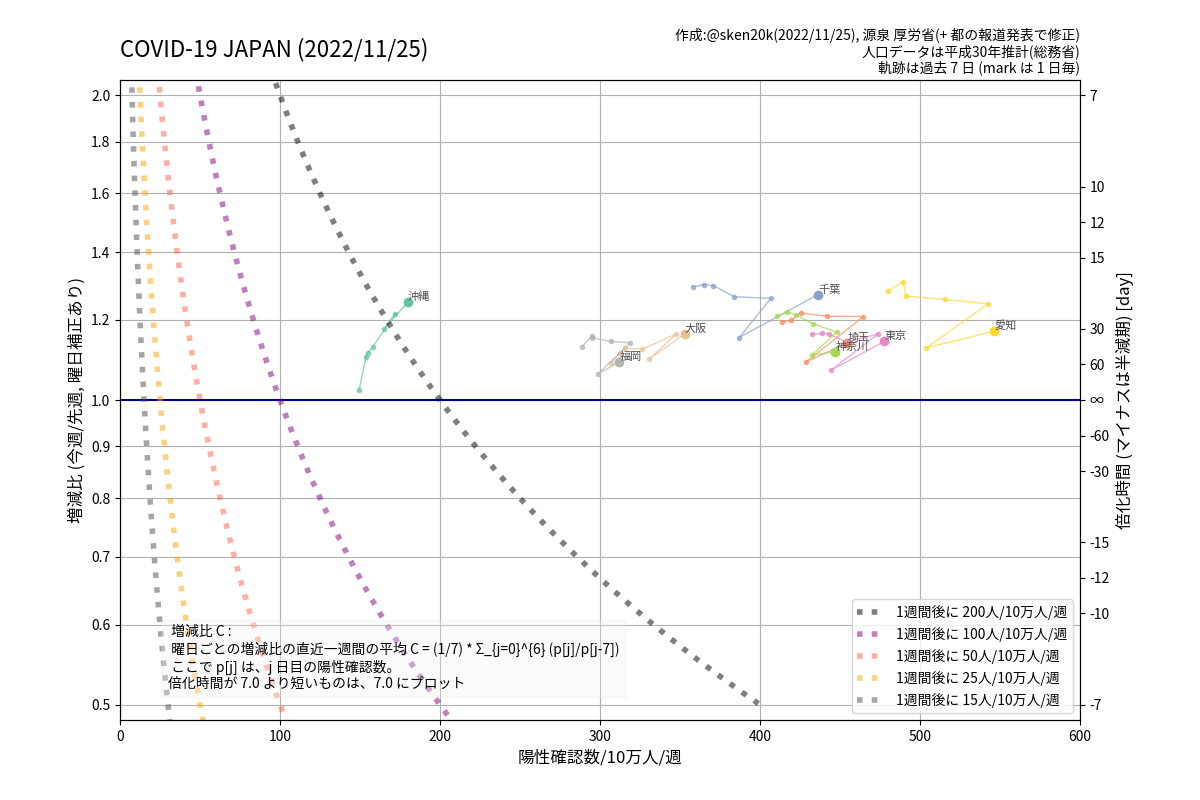 COVID-19 JAPAN (2022/11/25)
作成:@sken20k(2022/11/25), 源泉 厚労省(+ 都の報道発表で修正)
人口データは平成30年推計(総務省)
軌跡は過去 7 日 (mark は 1 日毎)
増減比 (今週/先週, 曜日補正あり)
2.0
1.8
1.6
1.4
1.2
1.0
0.9
0.8
0.7
0.6
0.5
沖縄
大阪
福岡
千葉
埼玉
神奈川
東京
愛知
7
10
12
15
30
60
∞
-60
-30
-15
-12
-10
-7
倍化時間 (マイナスは半減期) [day]
増減比 C :
曜日ごとの増減比の直近一週間の平均 C = (1/7) * Σ_{j=0}^{6} (p[j]/p[j-7])
ここで p[j] は、j 日目の陽性確認数。
倍化時間が 7.0 より短いものは、7.0 にプロット
1週間後に 200人/10万人/週
1週間後に 100人/10万人/週
1週間後に 50人/10万人/週
1週間後に 25人/10万人/週
1週間後に 15人/10万人/週
0 100 200 300 400 500 600
陽性確認数/10万人/週